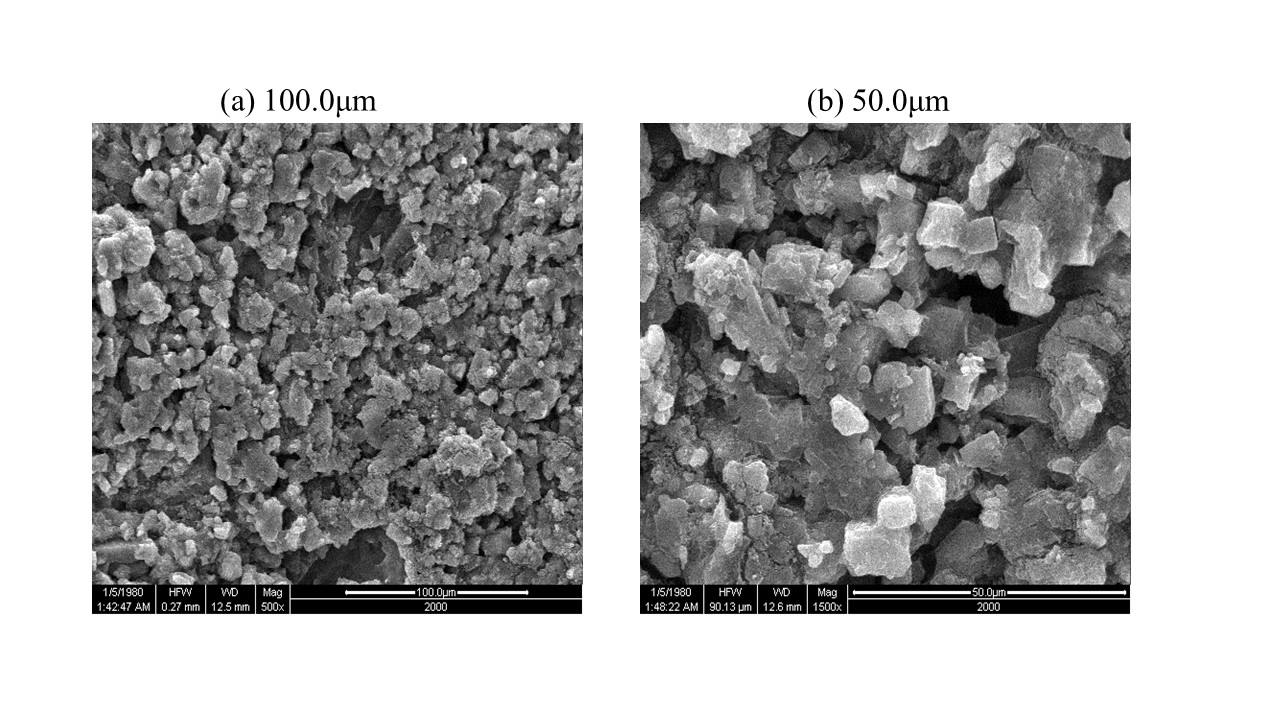 (a) 100.0μm
(b) 50.0μm
1/5/1980 HFW WD Mag 100.0μm
1:42:47 AM 0.27 mm 12.5 mm 500x 2000
1/5/1980 HFW WD Mag 50.0μm
1:48:22 AM 90.13 μm 12.6 mm 1500x 2000